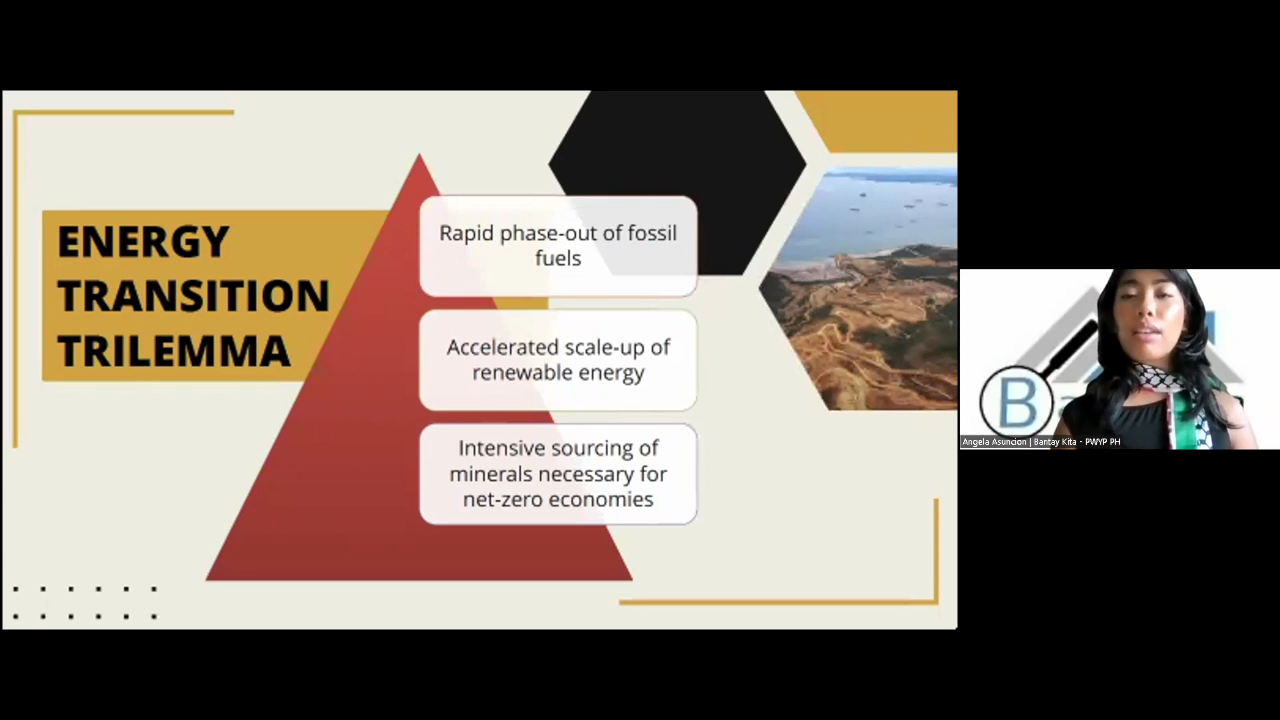 ENERGY
TRANSITION
TRILEMMA
Rapid phase-out of fossil
fuels
Accelerated scale-up of
renewable energy
Intensive sourcing of
minerals necessary for
net-zero economies
B
Angela Asuncion | Bantay Kita - PWYP PH